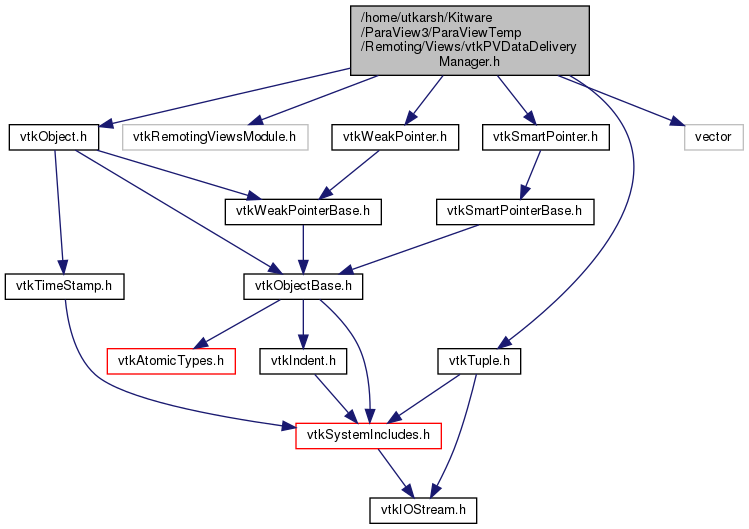 /home/utkarsh/Kitware
/ParaView3/ParaViewTemp
/Remoting/Views/vtkPVDataDelivery
Manager.h
vtkObject.h
vtkRemotingViewsModule.h
vtkWeakPointer.h
vtkSmartPointer.h
vector
vtkWeakPointerBase.h
vtkSmartPointerBase.h
vtkTimeStamp.h
vtkObjectBase.h
vtkAtomicTypes.h
vtkIndent.h
vtkTuple.h
vtkSystemIncludes.h
vtkIOStream.h